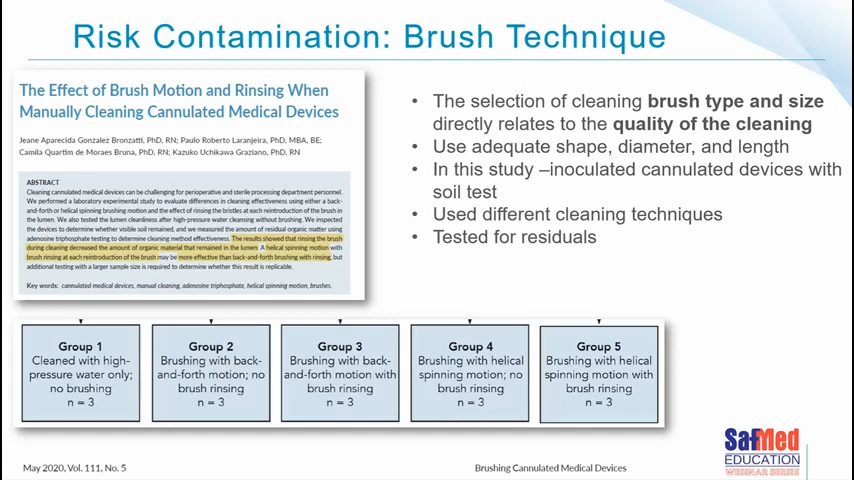 Risk Contamination: Brush Technique
The Effect of Brush Motion and Rinsing When
Manually Cleaning Cannulated Medical Devices
Jeane Aparecida Gonzalez Bronzatti, PhD, RN; Paulo Roberto Laranjeira, PhD, MBA, BE;
Camila Quartim de Moraes Bruna, PhD, RN; Kazuko Uchikawa Graziano, PhD, RN
ABSTRACT
Cleaning cannulated medical devices can be challenging for perioperative and sterile processing department personnel.
We performed a laboratory experimental study to evaluate differences in cleaning effectiveness using either a back-
and-forth or helical spinning brushing motion and the effect of rinsing the bristles at each reintroduction of the brush in
the lumen. We also tested the lumen cleanliness after high-pressure water cleansing without brushing. We inspected
the devices to determine whether visible soil remained, and we measured the amount of residual organic matter using
adenosine triphosphate testing to determine cleaning method effectiveness. The results showed that rinsing the brush
during cleaning decreased the amount of organic material that remained in the lumen. A helical spinning motion with
brush rinsing at each reintroduction of the brush may be more effective than back-and-forth brushing with rinsing, but
additional testing with a larger sample size is required to determine whether this result is replicable.
Key words: cannulated medical devices, manual cleaning, adenosine triphosphate, helical spinning motion, brushes.
• The selection of cleaning brush type and size
directly relates to the quality of the cleaning
• Use adequate shape, diameter, and length
• In this study –inoculated cannulated devices with
soil test
• Used different cleaning techniques
• Tested for residuals
Group 1
Cleaned with high-
pressure water only;
no brushing
n = 3
Group 2
Brushing with back-
and-forth motion; no
brush rinsing
n = 3
Group 3
Brushing with back-
and-forth motion with
brush rinsing
n = 3
Group 4
Brushing with helical
spinning motion; no
brush rinsing
n = 3
Group 5
Brushing with helical
spinning motion with
brush rinsing
n = 3
May 2020, Vol. 111, No. 5
Brushing Cannulated Medical Devices
SafMed
EDUCATION
WEBINAR SERIES